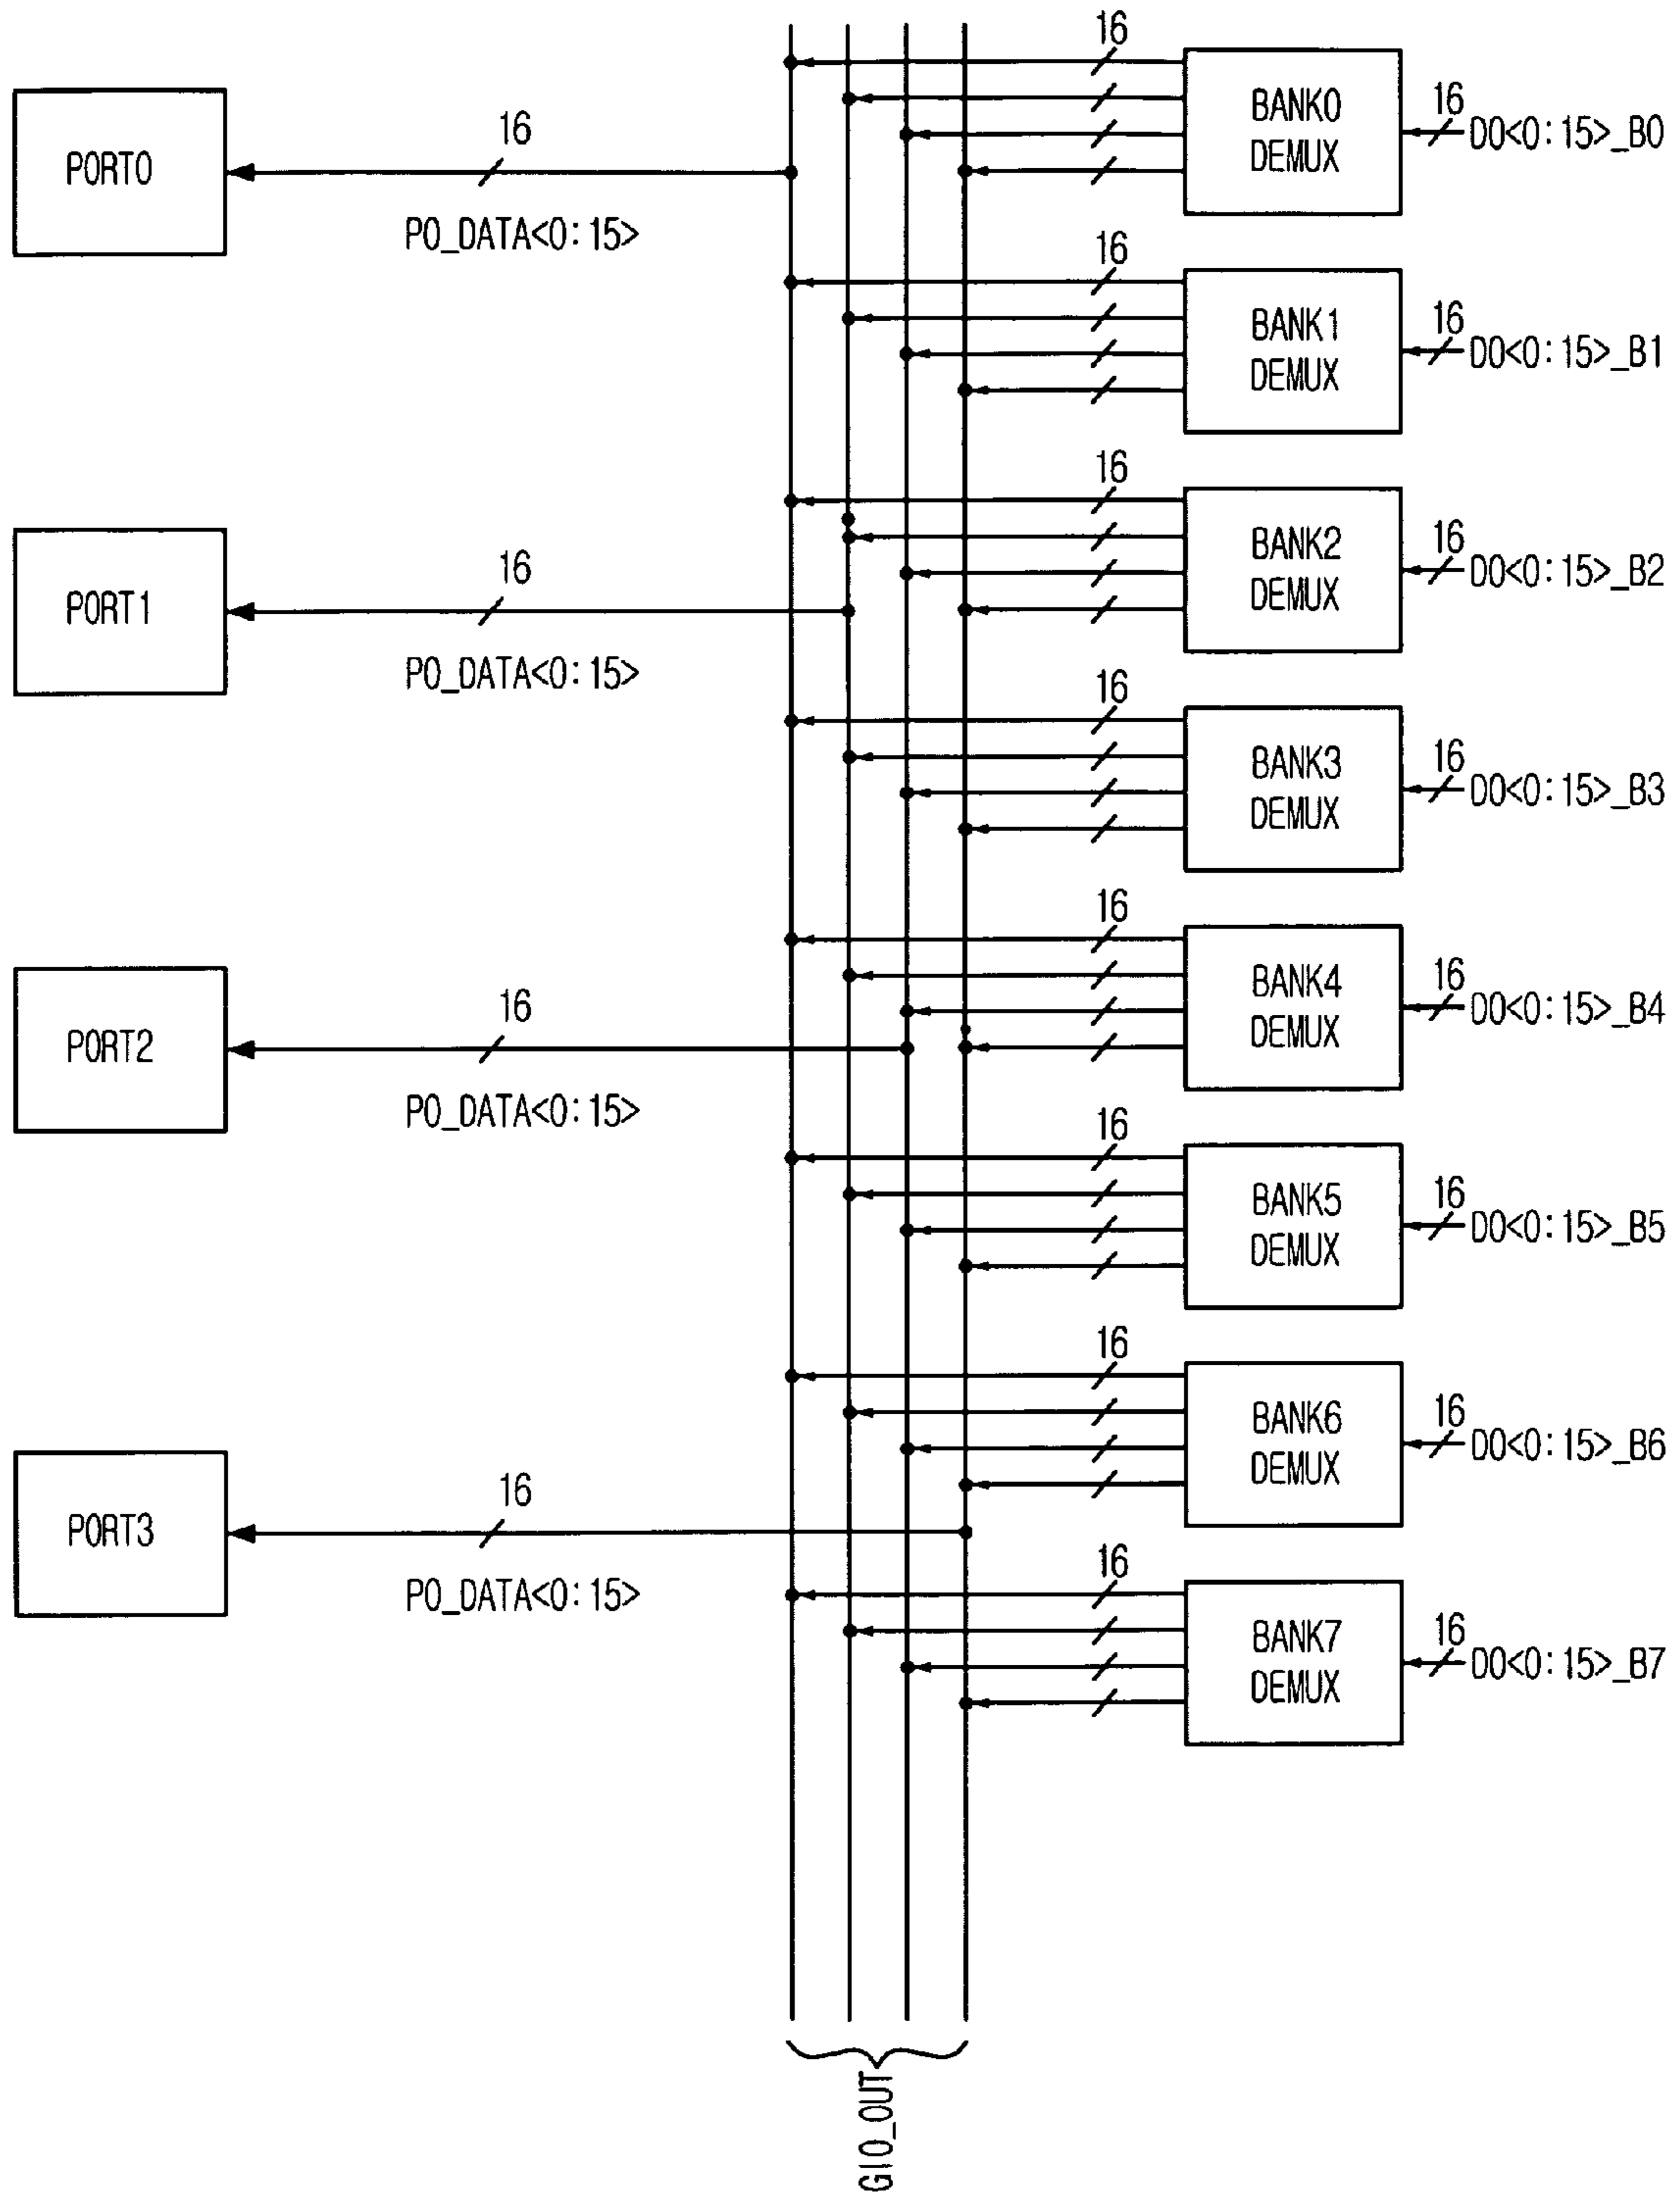 16
BANK0
DEMUX
16
DO<0:15>_B0
PORT0
16
P0_DATA<0:15>
16
BANK1
DEMUX
16
DO<0:15>_B1
16
BANK2
DEMUX
16
DO<0:15>_B2
PORT1
16
P0_DATA<0:15>
16
BANK3
DEMUX
16
DO<0:15>_B3
16
BANK4
DEMUX
16
DO<0:15>_B4
PORT2
16
P0_DATA<0:15>
16
BANK5
DEMUX
16
DO<0:15>_B5
16
BANK6
DEMUX
16
DO<0:15>_B6
PORT3
16
P0_DATA<0:15>
16
BANK7
DEMUX
16
DO<0:15>_B7
GIO_OUT